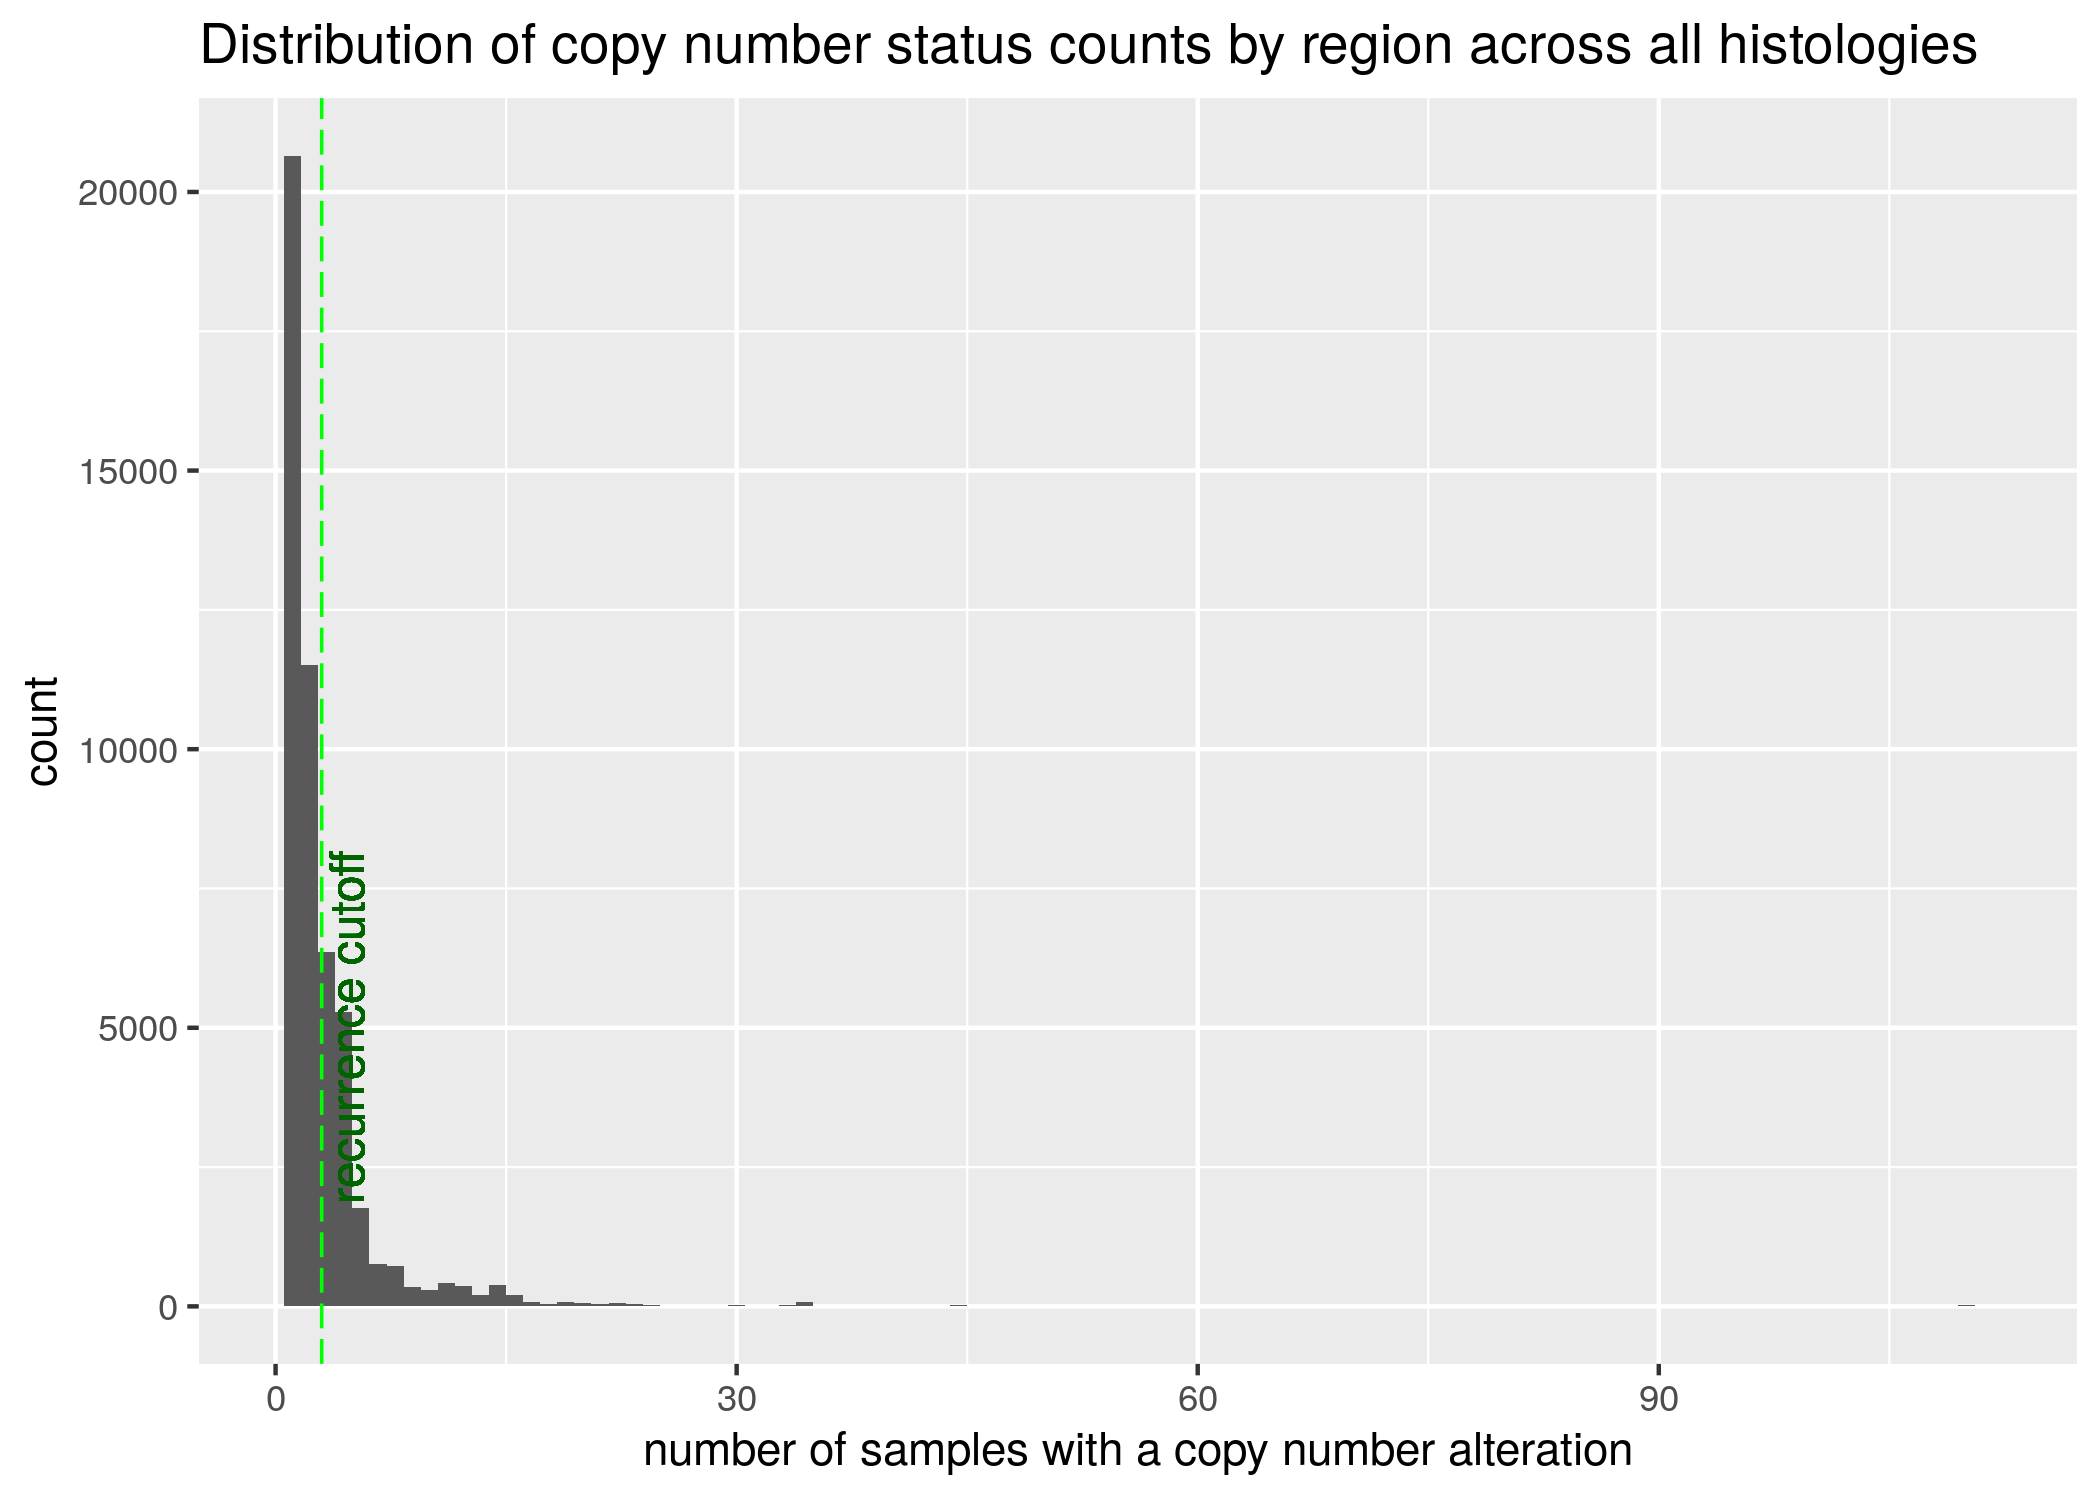 Distribution of copy number status counts by region across all histologies
20000
15000
10000
5000
0
count
recurrence cutoff
0
30
60
90
number of samples with a copy number alteration